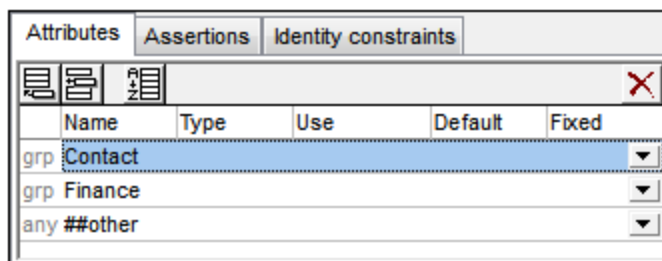 Attributes Assertions Identity constraints
Name Type Use Default Fixed
grp Contact
grp Finance
any ##other